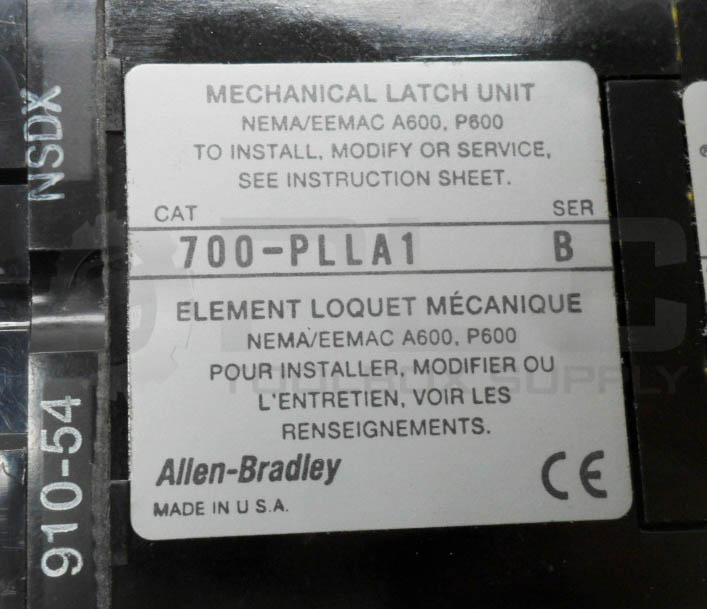 MECHANICAL LATCH UNIT
NEMA/EEMAC A600, P600
TO INSTALL, MODIFY OR SERVICE,
SEE INSTRUCTION SHEET.
CAT SER
700-PLLA1 B
ELEMENT LOQUET MÉCANIQUE
NEMA/EEMAC A600, P600
POUR INSTALLER, MODIFIER OU
L'ENTRETIEN, VOIR LES
RENSEIGNEMENTS.
Allen-Bradley CE
MADE IN U S.A.
NSDX
910-54
TOOLBOX SUPPLY